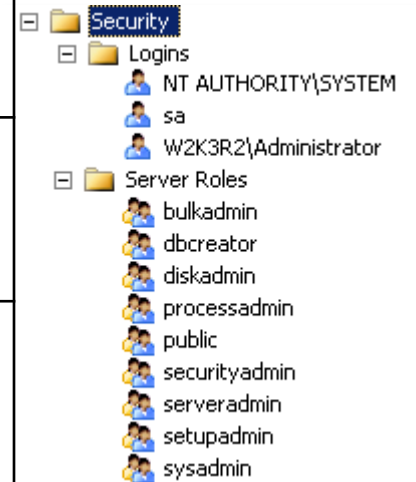 Security
Logins
NT AUTHORITY\SYSTEM
sa
W2K3R2\Administrator
Server Roles
bulkadmin
dbcreator
diskadmin
processadmin
public
securityadmin
serveradmin
setupadmin
sysadmin